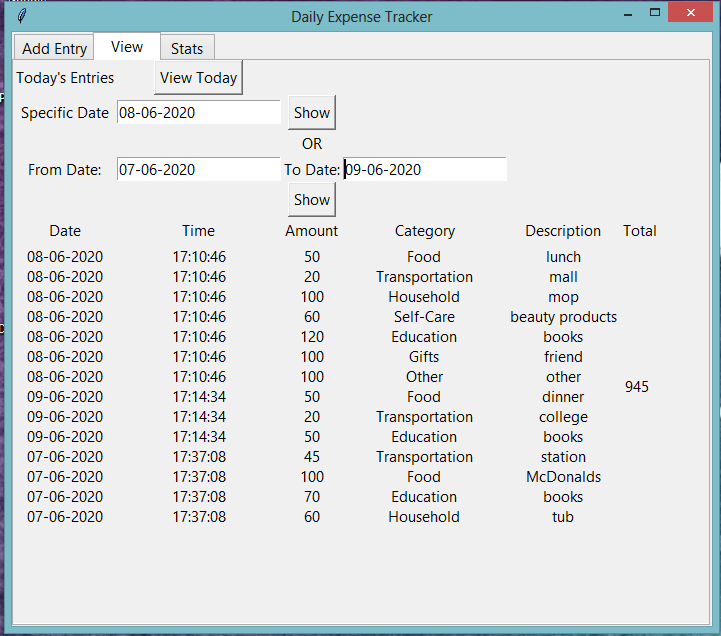 Daily Expense Tracker
Add Entry View Stats
Today's Entries View Today
Specific Date 08-06-2020 Show
OR
From Date: 07-06-2020 To Date: 09-06-2020
Show
Date Time Amount Category Description Total
08-06-2020 17:10:46 50 Food lunch
08-06-2020 17:10:46 20 Transportation mall
08-06-2020 17:10:46 100 Household mop
08-06-2020 17:10:46 60 Self-Care beauty products
08-06-2020 17:10:46 120 Education books
08-06-2020 17:10:46 100 Gifts friend
08-06-2020 17:10:46 100 Other other
945
09-06-2020 17:14:34 50 Food dinner
09-06-2020 17:14:34 20 Transportation college
09-06-2020 17:14:34 50 Education books
07-06-2020 17:37:08 45 Transportation station
07-06-2020 17:37:08 100 Food McDonalds
07-06-2020 17:37:08 70 Education books
07-06-2020 17:37:08 60 Household tub